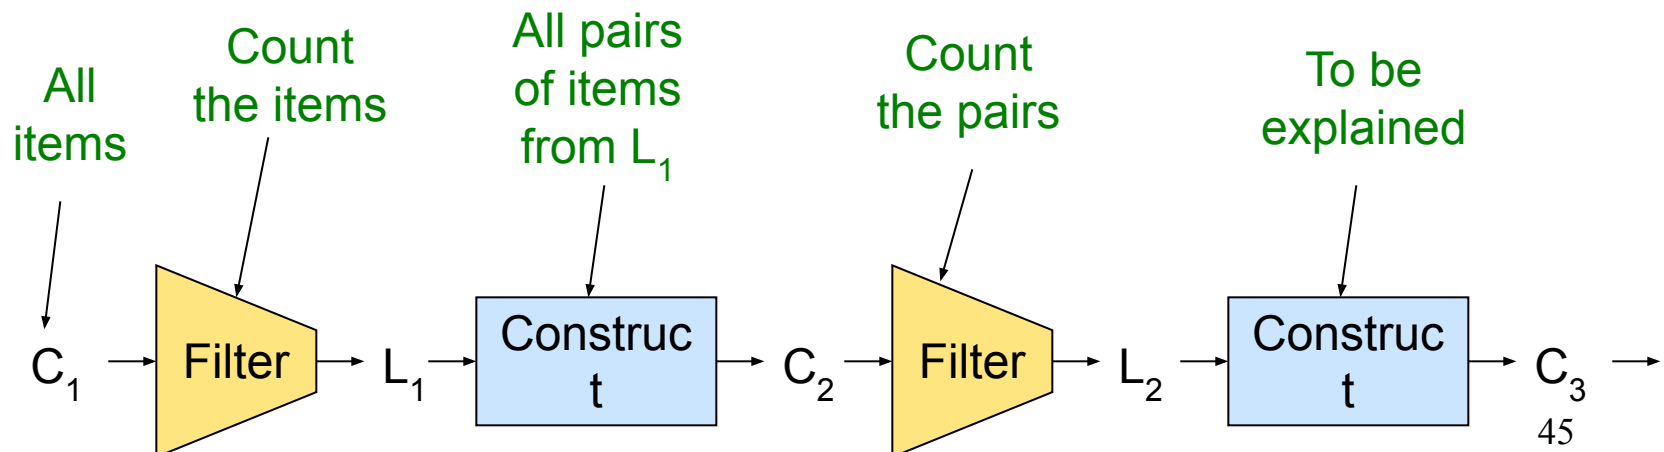 All
items
Count
the items
All pairs
of items
from L₁
Count
the pairs
To be
explained
C₁
Filter
L₁
Construc
t
C₂
Filter
L₂
Construc
t
C₃
45